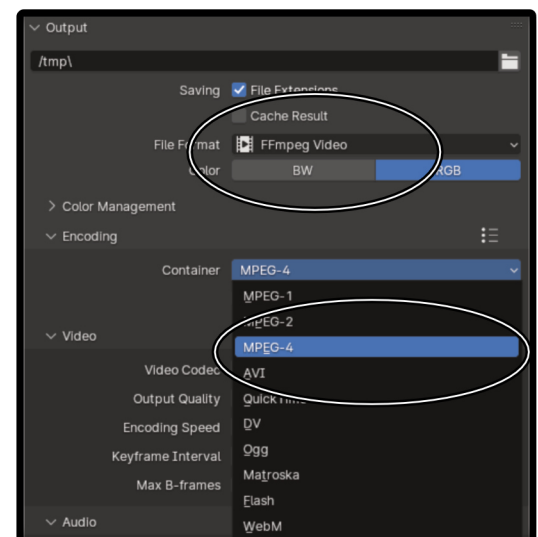 Output
/tmp\
Saving File Extensions
Cache Result
File Format FFmpeg Video
Color BW RGB
Color Management
Encoding
Container MPEG-4
MPEG-1
MPEG-2
Video
MPEG-4
Video Codec AVI
Output Quality QuickTime
Encoding Speed DV
Keyframe Interval Ogg
Max B-frames Matroska
Flash
Audio WebM